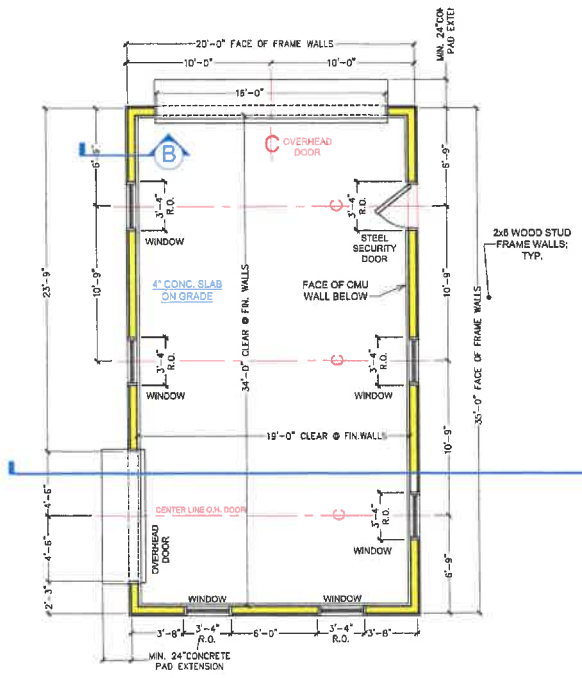 MIN. 24"CON
PAD EXTEN
20'-0" FACE OF FRAME WALLS
10'-0"
10'-0"
16'-0"
C OVERHEAD
DOOR
B
6'-9"
6'-9"
3'-4"
R.O.
WINDOW
3'-4"
R.O.
C
STEEL
SECURITY
DOOR
2x6 WOOD STUD
FRAME WALLS;
TYP.
23'-9"
10'-9"
4" CONC. SLAB
ON GRADE
34'-0" CLEAR @ FIN. WALLS
FACE OF CMU
WALL BELOW
35'-0" FACE OF FRAME WALLS
3'-4"
R.O.
WINDOW
3'-4"
R.O.
C
WINDOW
19'-0" CLEAR @ FIN.WALLS
10'-9"
4'-6"
CENTER LINE O.H. DOOR
3'-4"
R.O.
C
WINDOW
4'-6"
OVERHEAD
DOOR
6'-9"
2'-3"
WINDOW
WINDOW
3'-8"
3'-4"
R.O.
6'-0"
3'-4"
R.O.
3'-8"
MIN. 24"CONCRETE
PAD EXTENSION